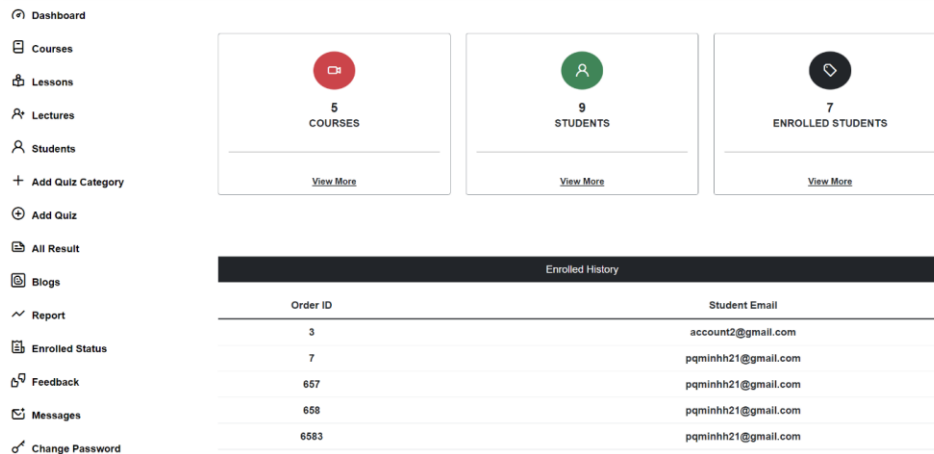 Dashboard
Courses
Lessons
Lectures
Students
Add Quiz Category
Add Quiz
All Result
Blogs
Report
Enrolled Status
Feedback
Messages
Change Password
5
COURSES
View More
9
STUDENTS
View More
7
ENROLLED STUDENTS
View More
Enrolled History
Order ID Student Email
3 account2@gmail.com
7 pqminhh21@gmail.com
657 pqminhh21@gmail.com
658 pqminhh21@gmail.com
6583 pqminhh21@gmail.com